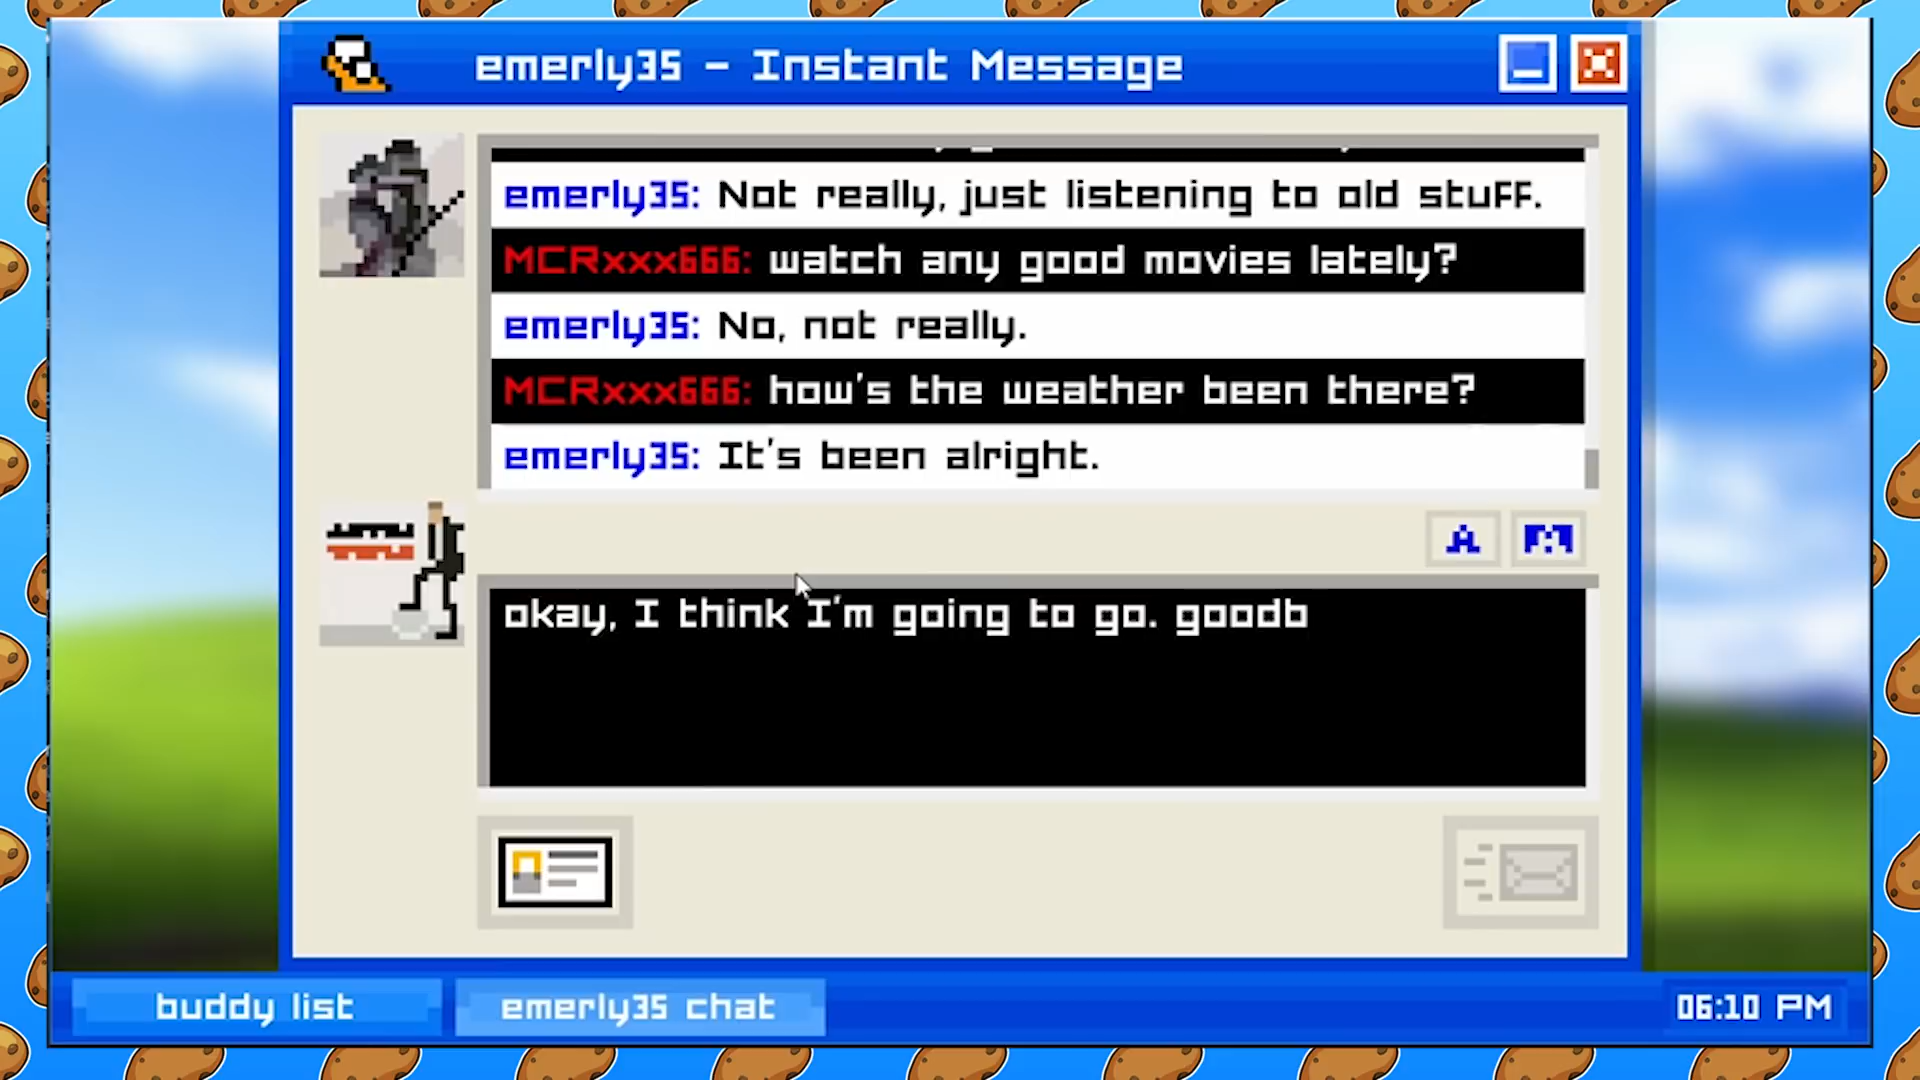 emerly35 - Instant Message
emerly35: Not really, just listening to old stuff.
MCRxxx666: watch any good movies lately?
emerly35: No, not really.
MCRxxx666: how's the weather been there?
emerly35: It's been alright.
A
okay, I think I'm going to go. goodb
buddy list
emerly35 chat
06:10 PM